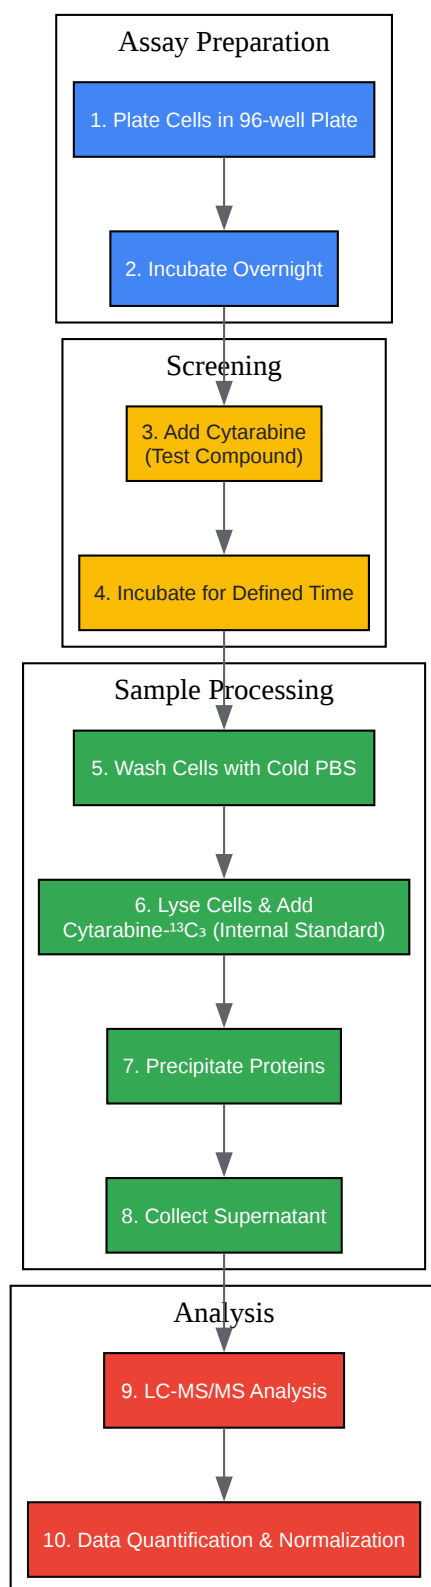 Assay Preparation
1. Plate Cells in 96-well Plate
2. Incubate Overnight
Screening
3. Add Cytarabine
(Test Compound)
4. Incubate for Defined Time
Sample Processing
5. Wash Cells with Cold PBS
6. Lyse Cells & Add
Cytarabine-¹³C₃ (Internal Standard)
7. Precipitate Proteins
8. Collect Supernatant
Analysis
9. LC-MS/MS Analysis
10. Data Quantification & Normalization